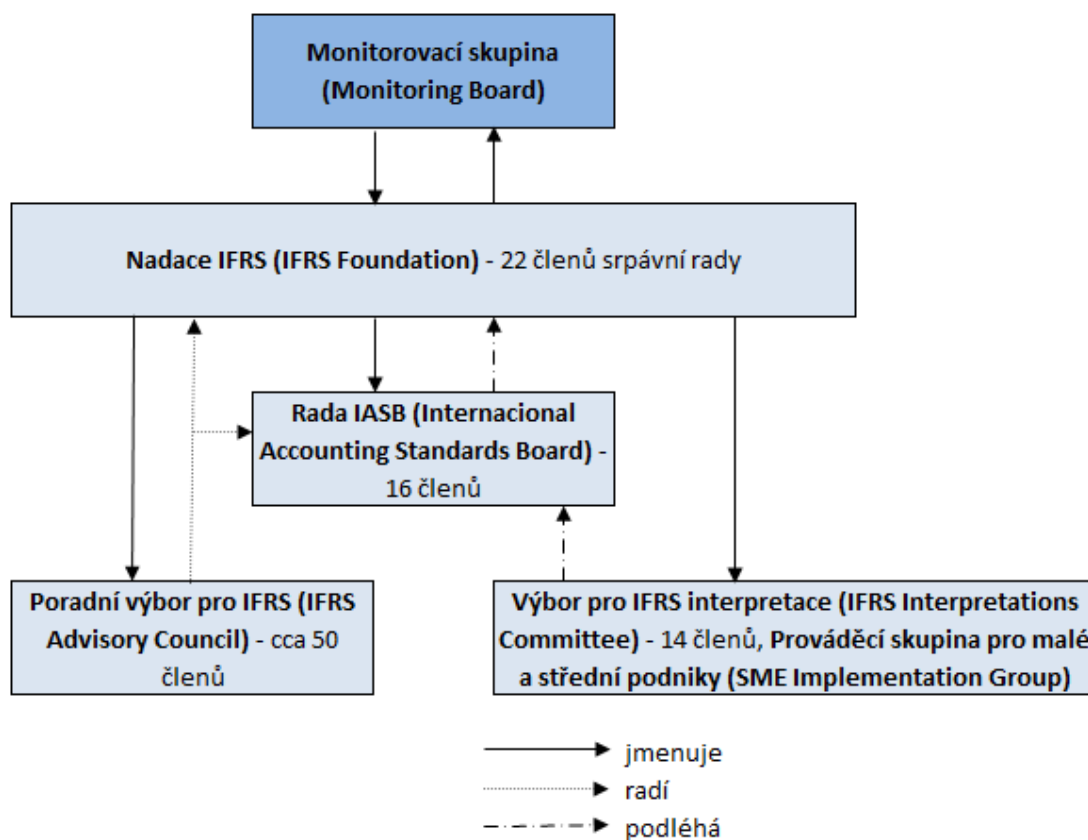 Monitorovací skupina
(Monitoring Board)
Nadace IFRS (IFRS Foundation) - 22 členů srpávní rady
Rada IASB (Internacional
Accounting Standards Board) -
16 členů
Poradní výbor pro IFRS (IFRS
Advisory Council) - cca 50
členů
Výbor pro IFRS interpretace (IFRS Interpretations
Committee) - 14 členů, Prováděcí skupina pro malé
a střední podniky (SME Implementation Group)
jmenuje
radí
podléhá